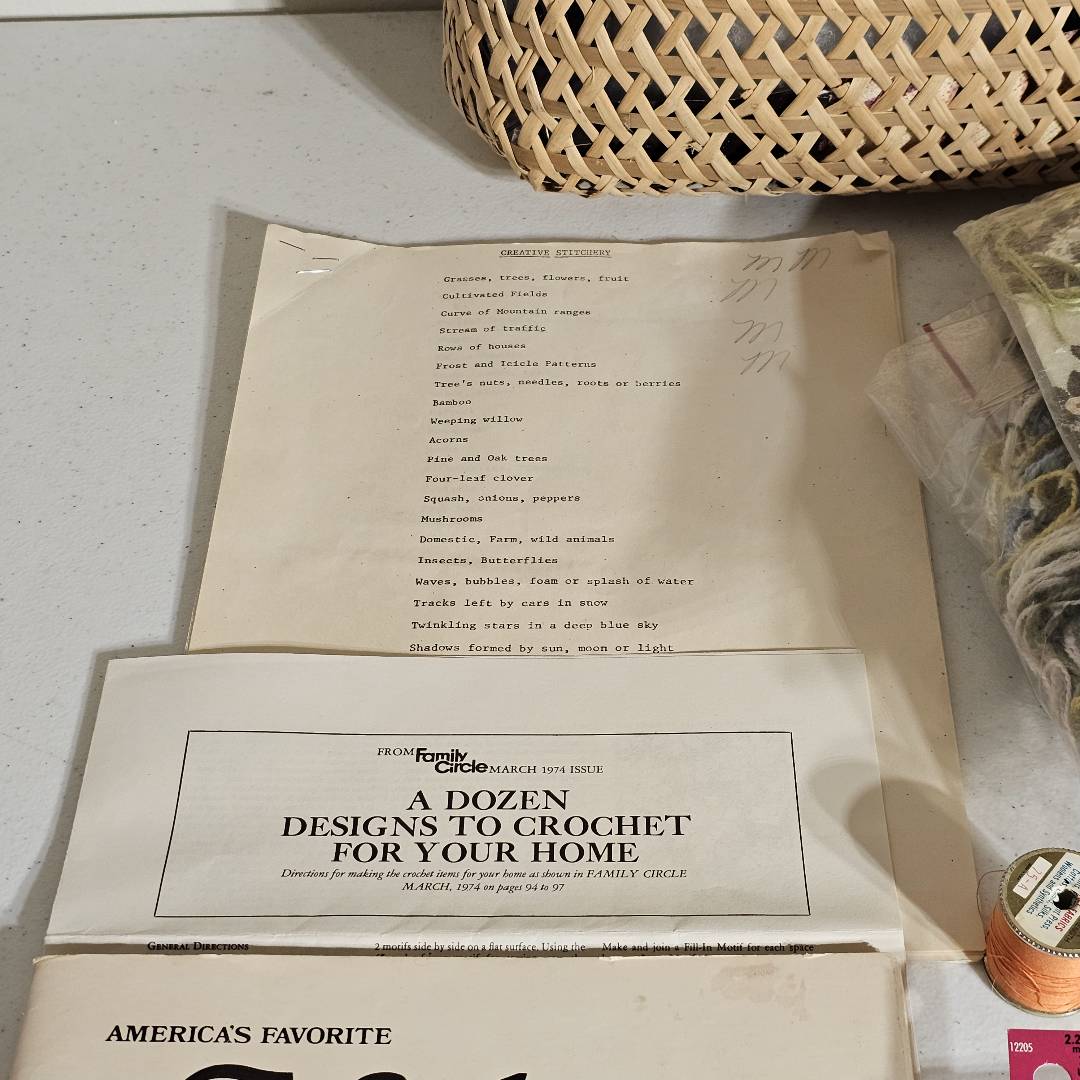 CREATIVE STITCHERY
Grasses, trees, flowers, fruit
Cultivated Fields
Curve of Mountain ranges
Stream of traffic
Rows of houses
Frost and Icicle Patterns
Tree's nuts, needles, roots or berries
Bamboo
Weeping willow
Acorns
Pine and Oak trees
Four-leaf clover
Squash, onions, peppers
Mushrooms
Domestic, Farm, wild animals
Insects, Butterflies
Waves, bubbles, foam or splash of water
Tracks left by cars in snow
Twinkling stars in a deep blue sky
Shadows formed by sun, moon or light
FROM Family Circle MARCH 1974 ISSUE
A DOZEN
DESIGNS TO CROCHET
FOR YOUR HOME
Directions for making the crochet items for your home as shown in FAMILY CIRCLE
MARCH, 1974 on pages 94 to 97
GENERAL DIRECTIONS
2 motifs side by side on a flat surface. Using the
Make and join a Fill-In Motif for each space
AMERICA'S FAVORITE
FABRICS
Woolens and Synthetics
12205